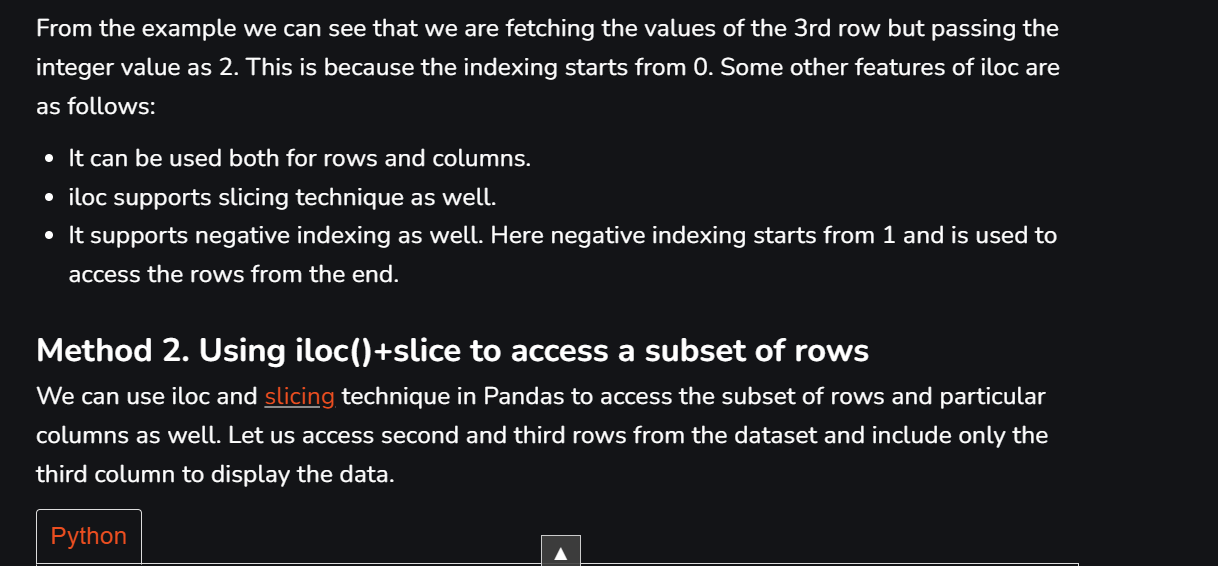 From the example we can see that we are fetching the values of the 3rd row but passing the
integer value as 2. This is because the indexing starts from 0. Some other features of iloc are
as follows:
• It can be used both for rows and columns.
• iloc supports slicing technique as well.
• It supports negative indexing as well. Here negative indexing starts from 1 and is used to
access the rows from the end.
Method 2. Using iloc()+slice to access a subset of rows
We can use iloc and slicing technique in Pandas to access the subset of rows and particular
columns as well. Let us access second and third rows from the dataset and include only the
third column to display the data.
Python